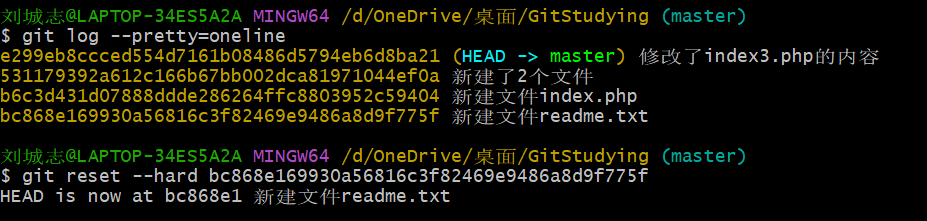 刘城志@LAPTOP-34ES5A2A MINGW64 /d/OneDrive/桌面/GitStudying (master)
$ git log --pretty=oneline
e299eb8ccced554d7161b08486d5794eb6d8ba21 (HEAD -> master) 修改了index3.php的内容
531179392a612c166b67bb002dca81971044ef0a 新建了2个文件
b6c3d431d07888ddde286264ffc8803952c59404 新建文件index.php
bc868e169930a56816c3f82469e9486a8d9f775f 新建文件readme.txt
刘城志@LAPTOP-34ES5A2A MINGW64 /d/OneDrive/桌面/GitStudying (master)
$ git reset --hard bc868e169930a56816c3f82469e9486a8d9f775f
HEAD is now at bc868e1 新建文件readme.txt